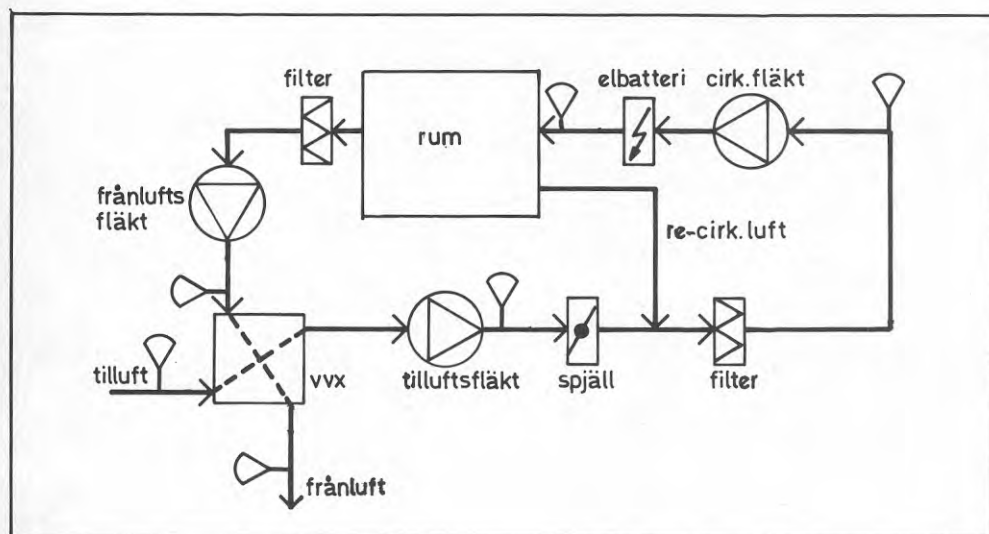 filter
elbatteri
cirk.fläkt
rum
frånlufts
fläkt
re-cirk.luft
tilluft
vvx
tilluftsfläkt
spjäll
filter
frånluft